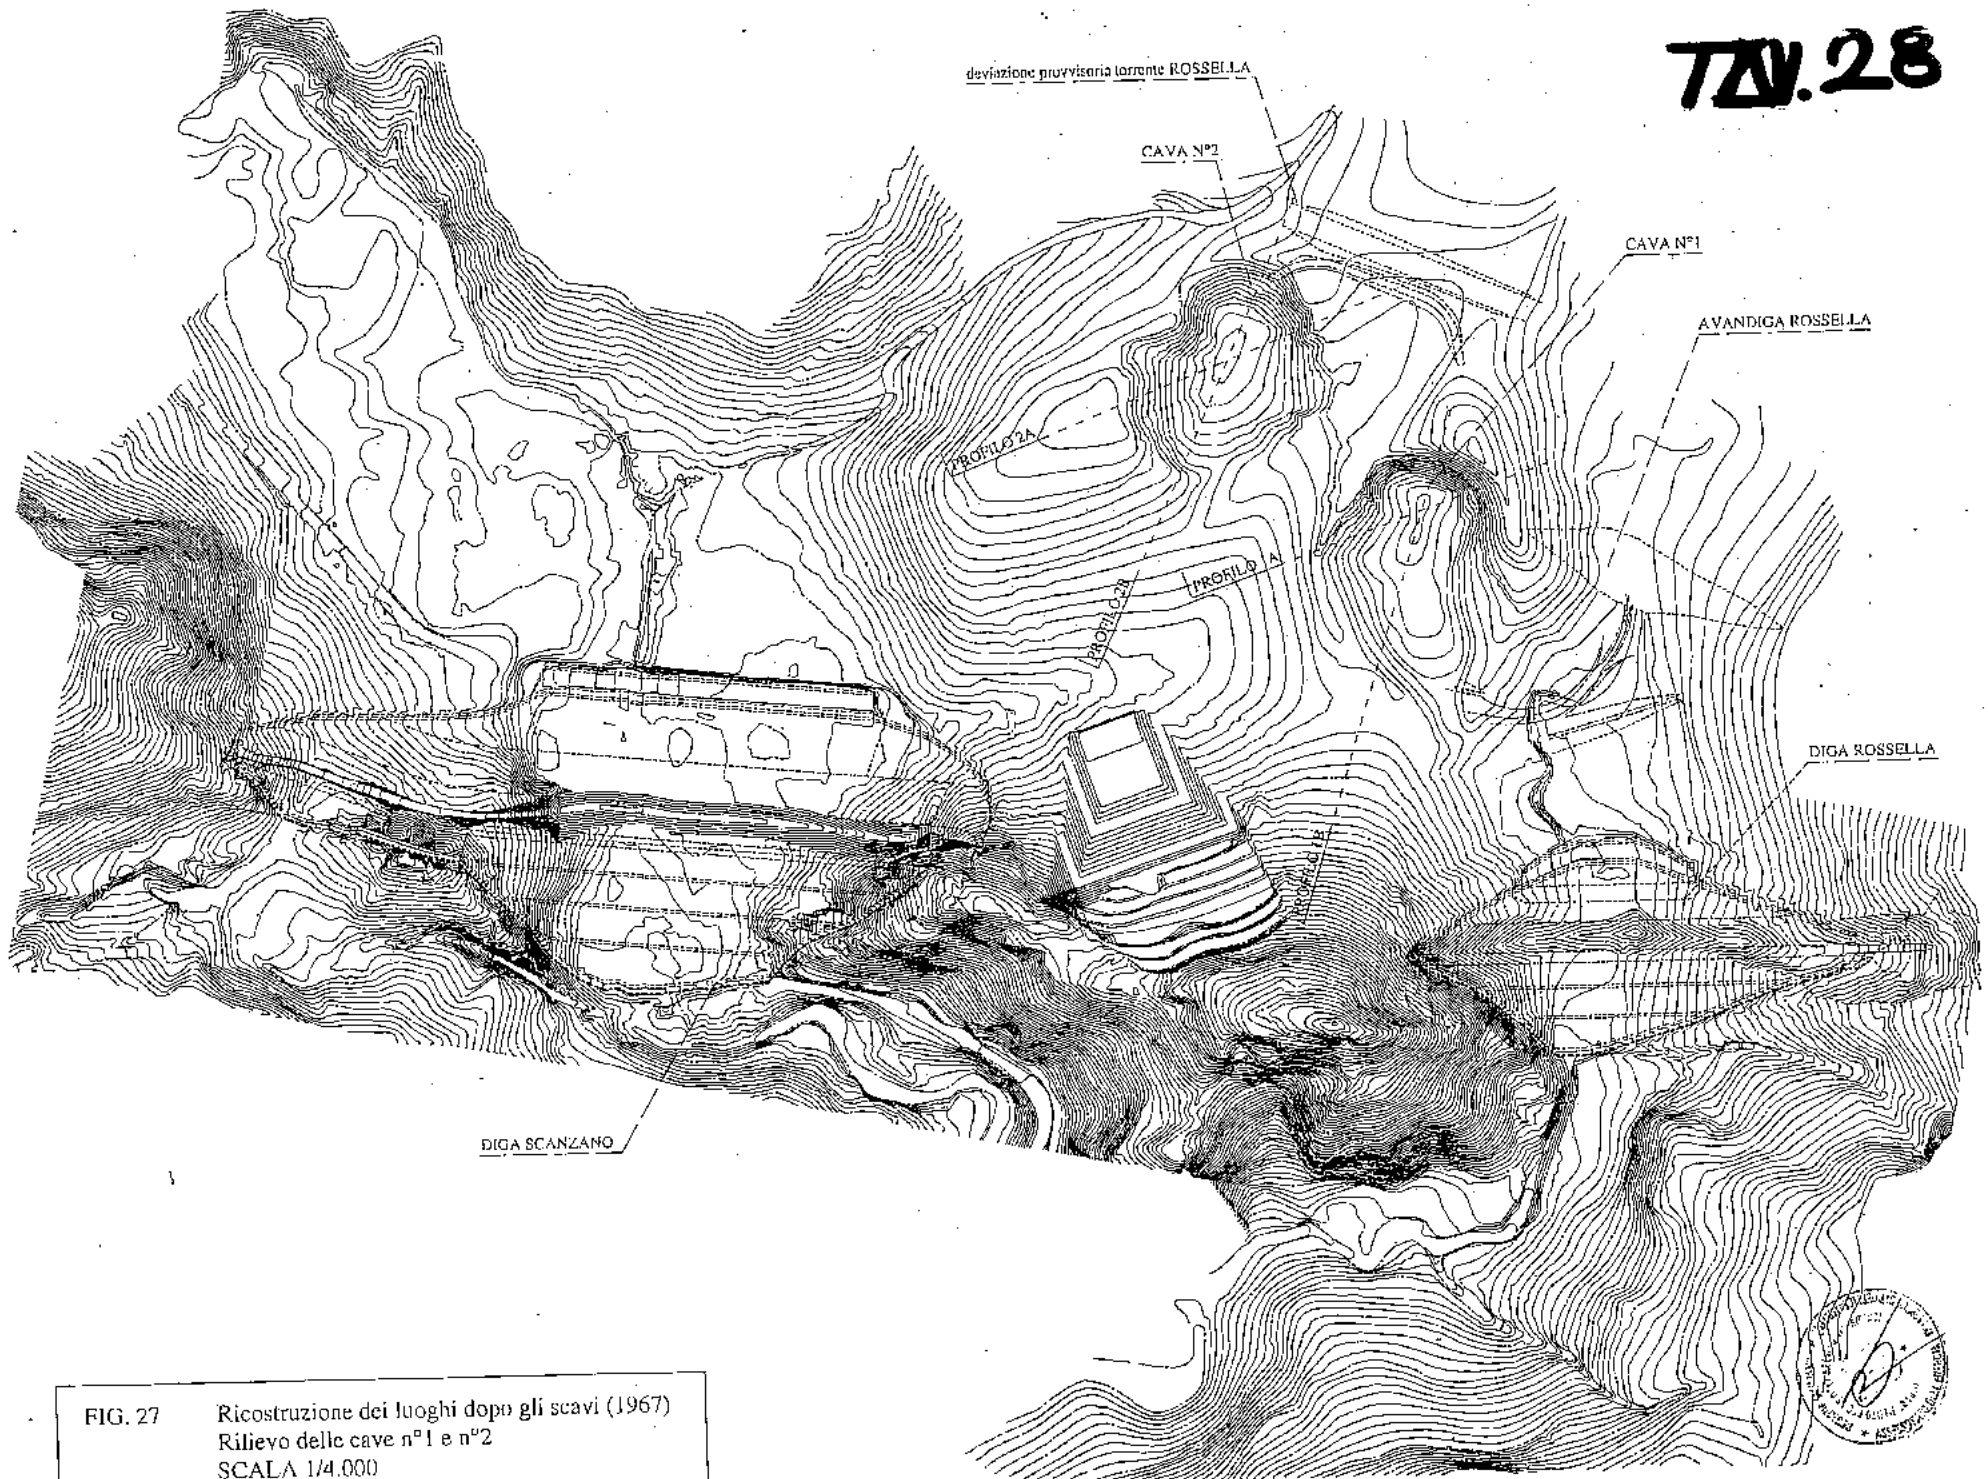 TAV. 28
deviazione provvisoria torrente ROSSELLA
CAVA N°2
CAVA N°1
AVANDIGA ROSSELLA
PROFILO 2A
PROFILO 1A
PROFILO 2B
DIGA ROSSELLA
PROFILO 1B
DIGA SCANZANO
FIG. 27
Ricostruzione dei luoghi dopo gli scavi (1967)
Rilievo delle cave n°1 e n°2
SCALA 1/4.000